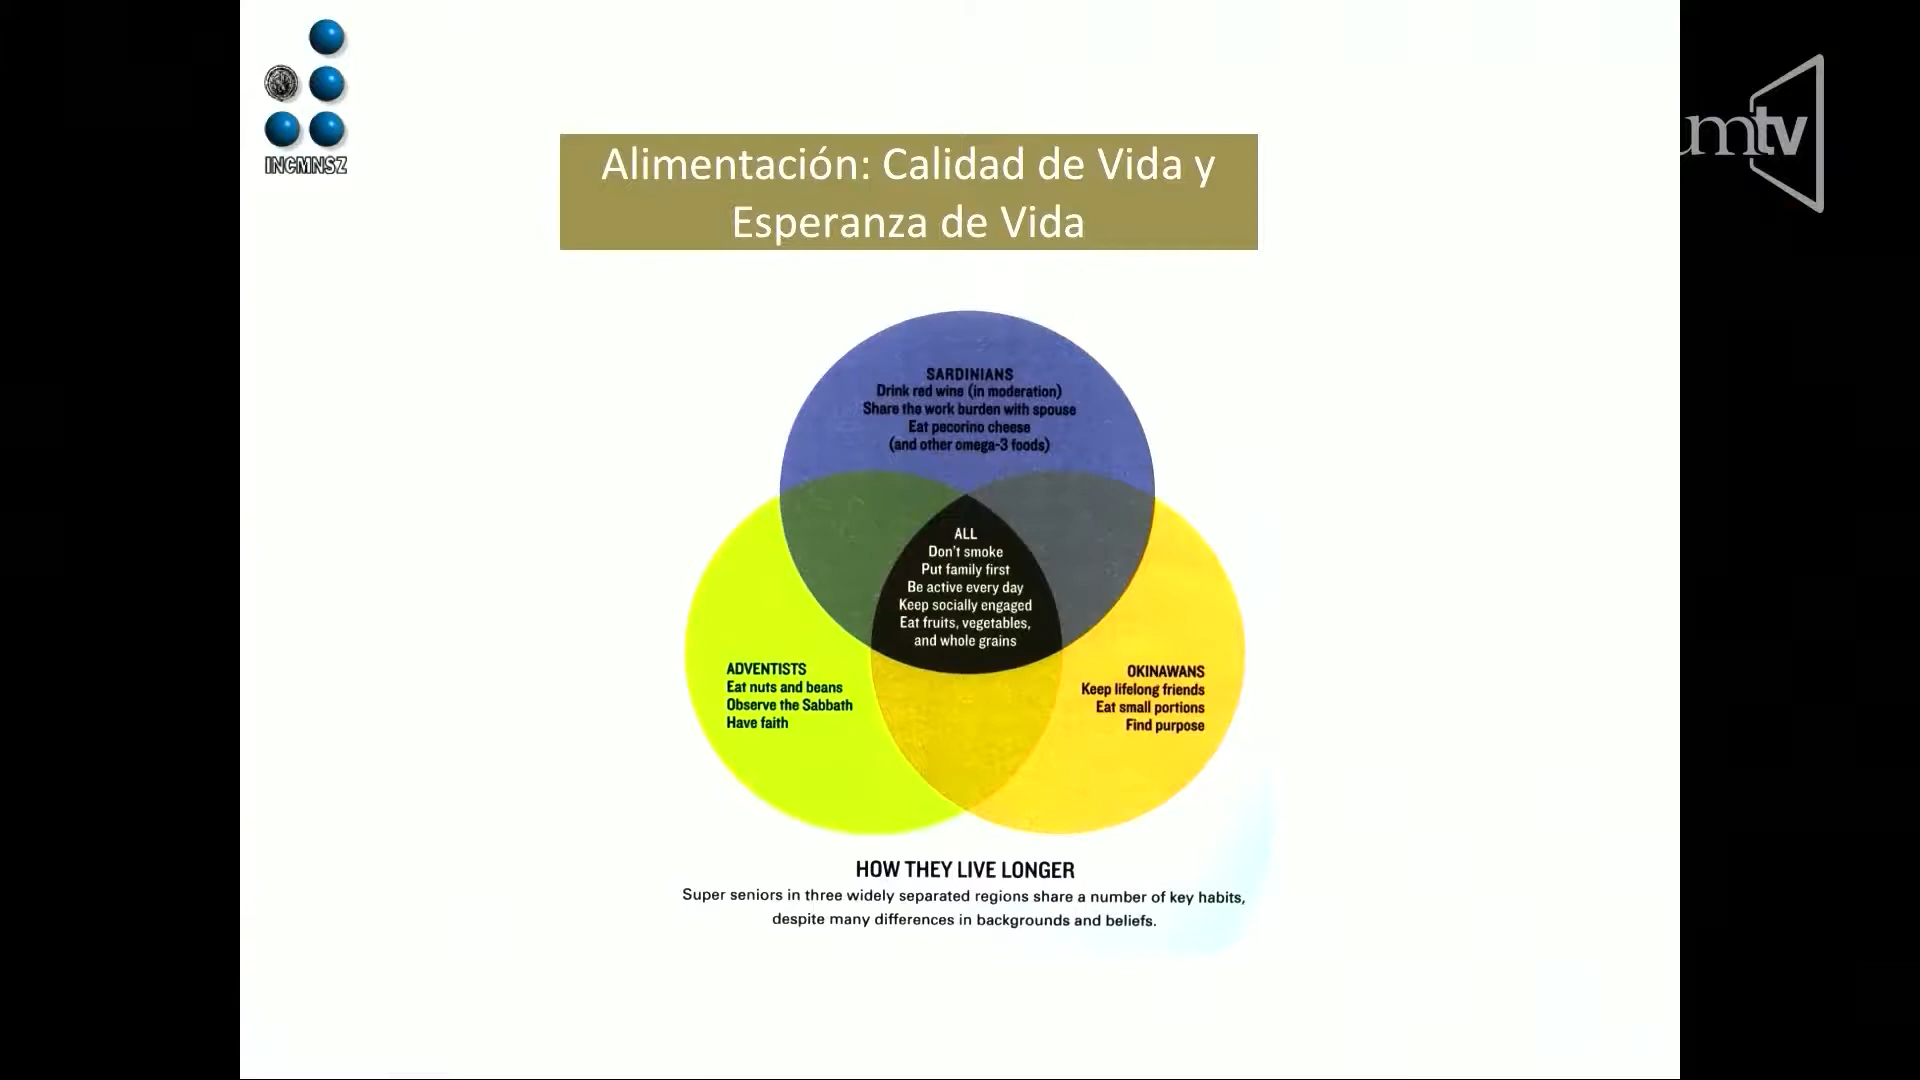 INCMNSZ
umtv
Alimentación: Calidad de Vida y
Esperanza de Vida
SARDINIANS
Drink red wine (in moderation)
Share the work burden with spouse
Eat pecorino cheese
(and other omega-3 foods)
ALL
Don't smoke
Put family first
Be active every day
Keep socially engaged
Eat fruits, vegetables,
and whole grains
ADVENTISTS
Eat nuts and beans
Observe the Sabbath
Have faith
OKINAWANS
Keep lifelong friends
Eat small portions
Find purpose
HOW THEY LIVE LONGER
Super seniors in three widely separated regions share a number of key habits,
despite many differences in backgrounds and beliefs.